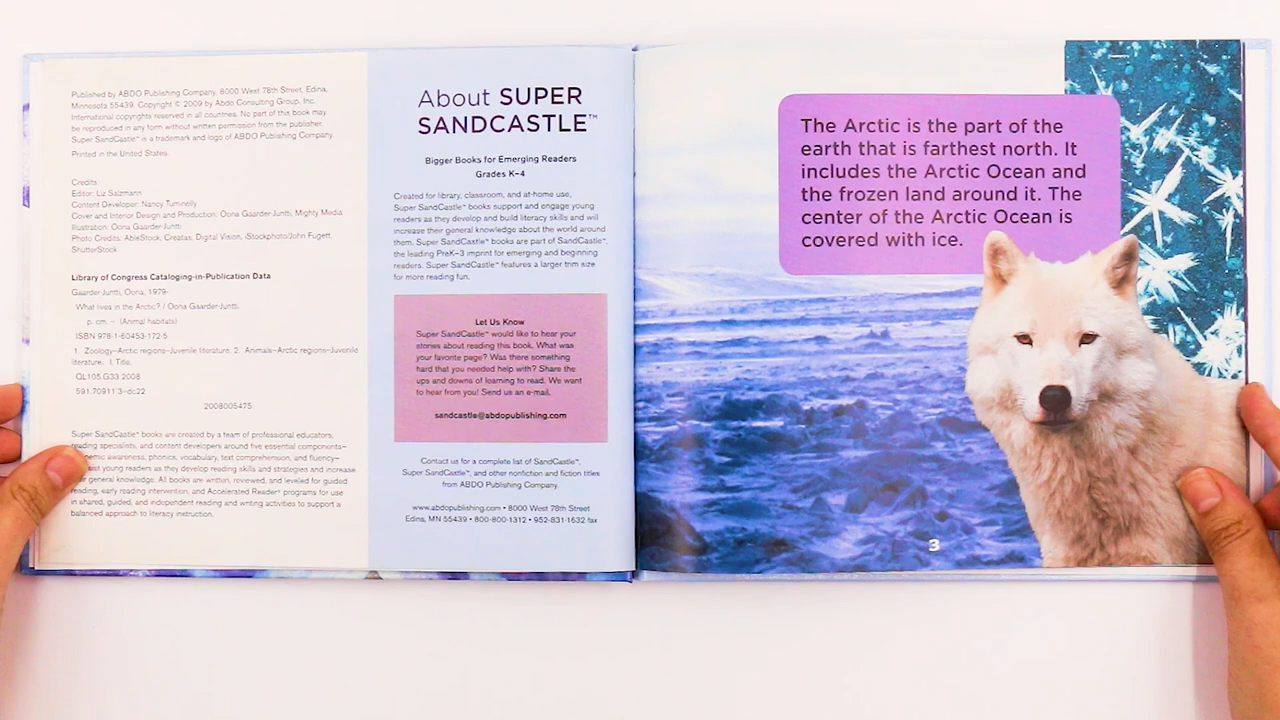 Published by ABDO Publishing Company, 8000 West 78th Street, Edina,
Minnesota 55439. Copyright © 2009 by Abdo Consulting Group, Inc.
International copyrights reserved in all countries. No part of this book may
be reproduced in any form without written permission from the publisher.
Super SandCastle™ is a trademark and logo of ABDO Publishing Company.
Printed in the United States.
Credits
Editor: Liz Salzmann
Content Developer: Nancy Tuminelly
Cover and Interior Design and Production: Oona Gaarder-Juntti, Mighty Media
Illustration: Oona Gaarder-Juntti
Photo Credits: AbleStock, Creatas, Digital Vision, iStockphoto/John Fugett,
ShutterStock
Library of Congress Cataloging-in-Publication Data
Gaarder-Juntti, Oona, 1979-
What lives in the Arctic? / Oona Gaarder-Juntti.
p. cm. -- (Animal habitats)
ISBN 978-1-60453-172-5
1. Zoology--Arctic regions--Juvenile literature. 2. Animals--Arctic regions--Juvenile
literature. I. Title.
QL105.G33 2008
591.70911'3--dc22
2008005475
Super SandCastle™ books are created by a team of professional educators,
reading specialists, and content developers around five essential components—
emic awareness, phonics, vocabulary, text comprehension, and fluency—
ist young readers as they develop reading skills and strategies and increase
general knowledge. All books are written, reviewed, and leveled for guided
reading, early reading intervention, and Accelerated Reader® programs for use
in shared, guided, and independent reading and writing activities to support a
balanced approach to literacy instruction.
About SUPER
SANDCASTLE™
Bigger Books for Emerging Readers
Grades K–4
Created for library, classroom, and at-home use,
Super SandCastle™ books support and engage young
readers as they develop and build literacy skills and will
increase their general knowledge about the world around
them. Super SandCastle™ books are part of SandCastle™,
the leading PreK–3 imprint for emerging and beginning
readers. Super SandCastle™ features a larger trim size
for more reading fun.
Let Us Know
Super SandCastle™ would like to hear your
stories about reading this book. What was
your favorite page? Was there something
hard that you needed help with? Share the
ups and downs of learning to read. We want
to hear from you! Send us an e-mail.
sandcastle@abdopublishing.com
Contact us for a complete list of SandCastle™,
Super SandCastle™, and other nonfiction and fiction titles
from ABDO Publishing Company.
www.abdopublishing.com • 8000 West 78th Street
Edina, MN 55439 • 800-800-1312 • 952-831-1632 fax
The Arctic is the part of the
earth that is farthest north. It
includes the Arctic Ocean and
the frozen land around it. The
center of the Arctic Ocean is
covered with ice.
3